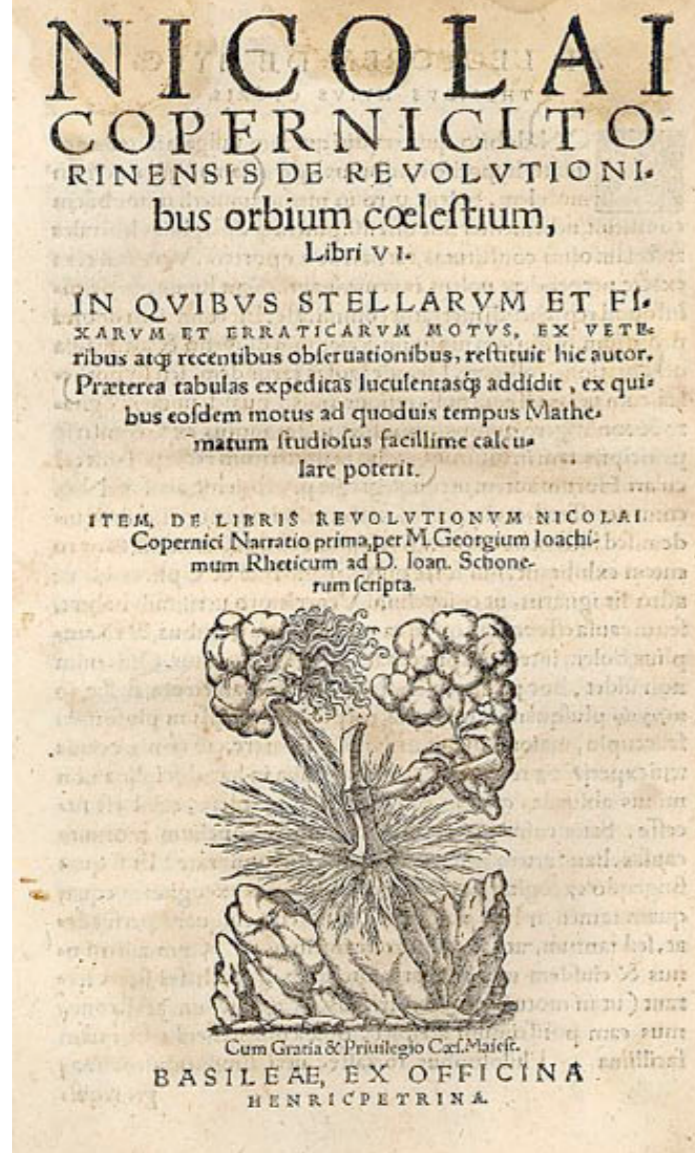 NICOLAI
COPERNICI TO-
RINENSIS DE REVOLVTIONI-
bus orbium cœleſtium,
Libri VI.
IN QVIBVS STELLARVM ET FI-
XARVM ET ERRATICARVM MOTVS, EX VETE-
ribus atq; recentibus obſeruationibus, reſtituit hic autor.
Præterea tabulas expeditas luculentasq; addidit, ex qui-
bus eoſdem motus ad quoduis tempus Mathe-
matum ſtudioſus facillime calcu-
lare poterit.
ITEM, DE LIBRIS REVOLVTIONVM NICOLAI
Copernici Narratio prima, per M. Georgium Ioachi-
mum Rheticum ad D. Ioan. Schone-
rum ſcripta.
Cum Gratia & Priuilegio Cæſ. Maieſt.
BASILEAE, EX OFFICINA
HENRICPETRINA.